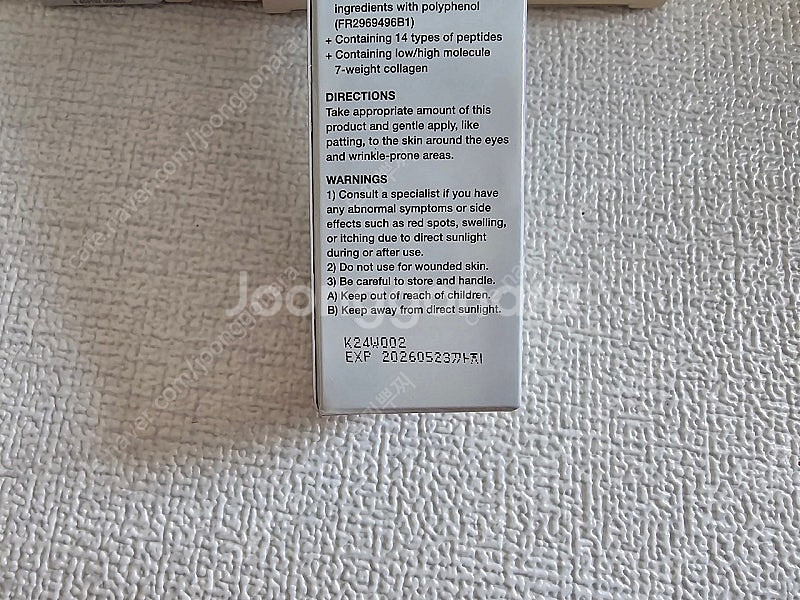 ingredients with polyphenol
(FR2969496B1)
+ Containing 14 types of peptides
+ Containing low/high molecule
7-weight collagen
DIRECTIONS
Take appropriate amount of this
product and gentle apply, like
patting, to the skin around the eyes
and wrinkle-prone areas.
WARNINGS
1) Consult a specialist if you have
any abnormal symptoms or side
effects such as red spots, swelling,
or Itching due to direct sunlight
during or after use.
2) Do not use for wounded skin.
3) Be careful to store and handle.
A) Keep out of reach of children.
B) Keep away from direct sunlight.
Joonggonara
K24W002
EXP 20260523까지